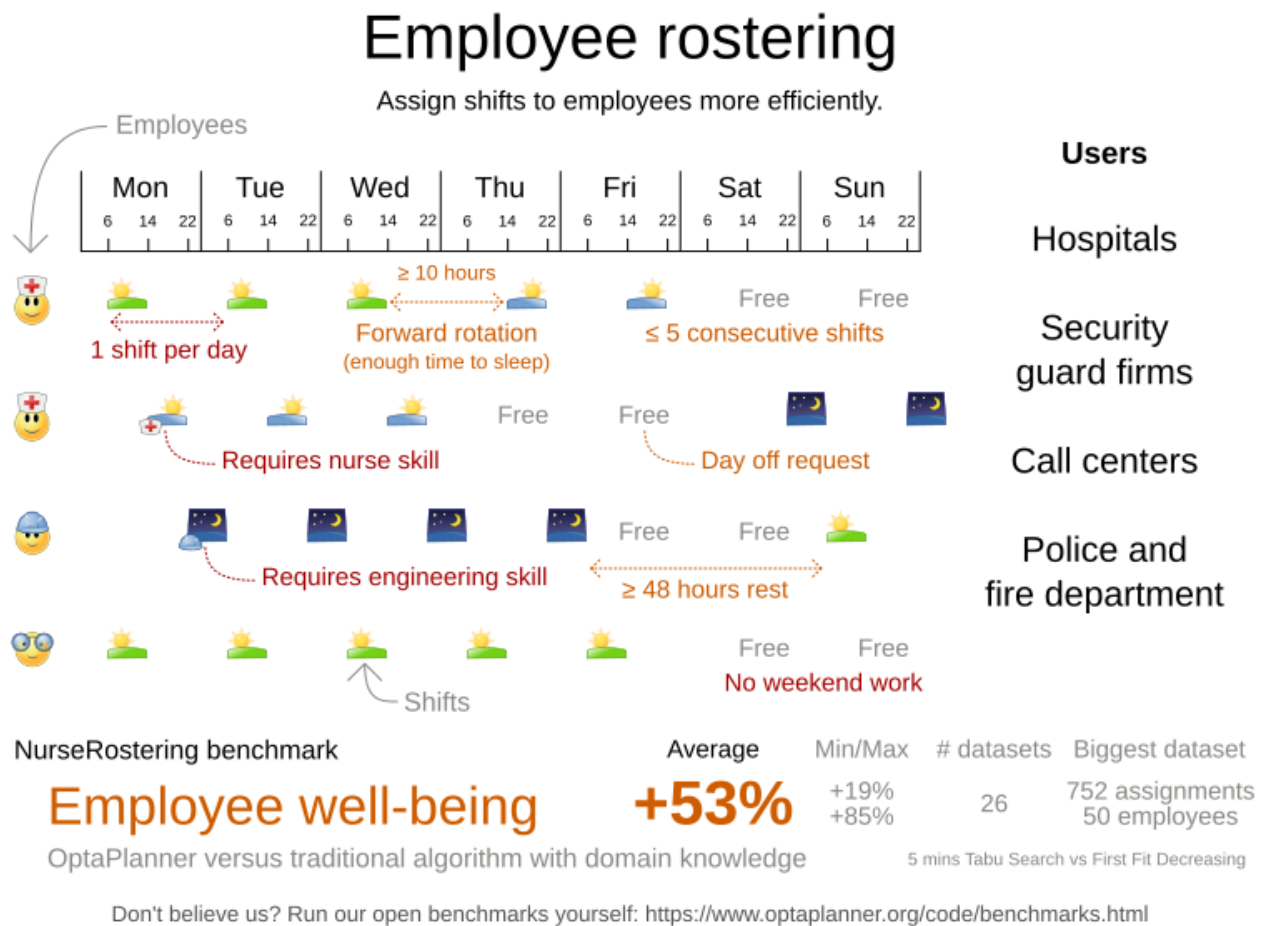 Employee rostering
Assign shifts to employees more efficiently.
Employees
Users
Mon Tue Wed Thu Fri Sat Sun
6 14 22 6 14 22 6 14 22 6 14 22 6 14 22 6 14 22 6 14 22
Hospitals
≥ 10 hours
Free Free
1 shift per day
Forward rotation
(enough time to sleep)
≤ 5 consecutive shifts
Security
guard firms
Free Free
Requires nurse skill
Day off request
Call centers
Free Free
Requires engineering skill
≥ 48 hours rest
Police and
fire department
Free Free
No weekend work
Shifts
NurseRostering benchmark
Average Min/Max # datasets Biggest dataset
Employee well-being
+53%
+19%
+85%
26
752 assignments
50 employees
OptaPlanner versus traditional algorithm with domain knowledge
5 mins Tabu Search vs First Fit Decreasing
Don't believe us? Run our open benchmarks yourself: https://www.optaplanner.org/code/benchmarks.html